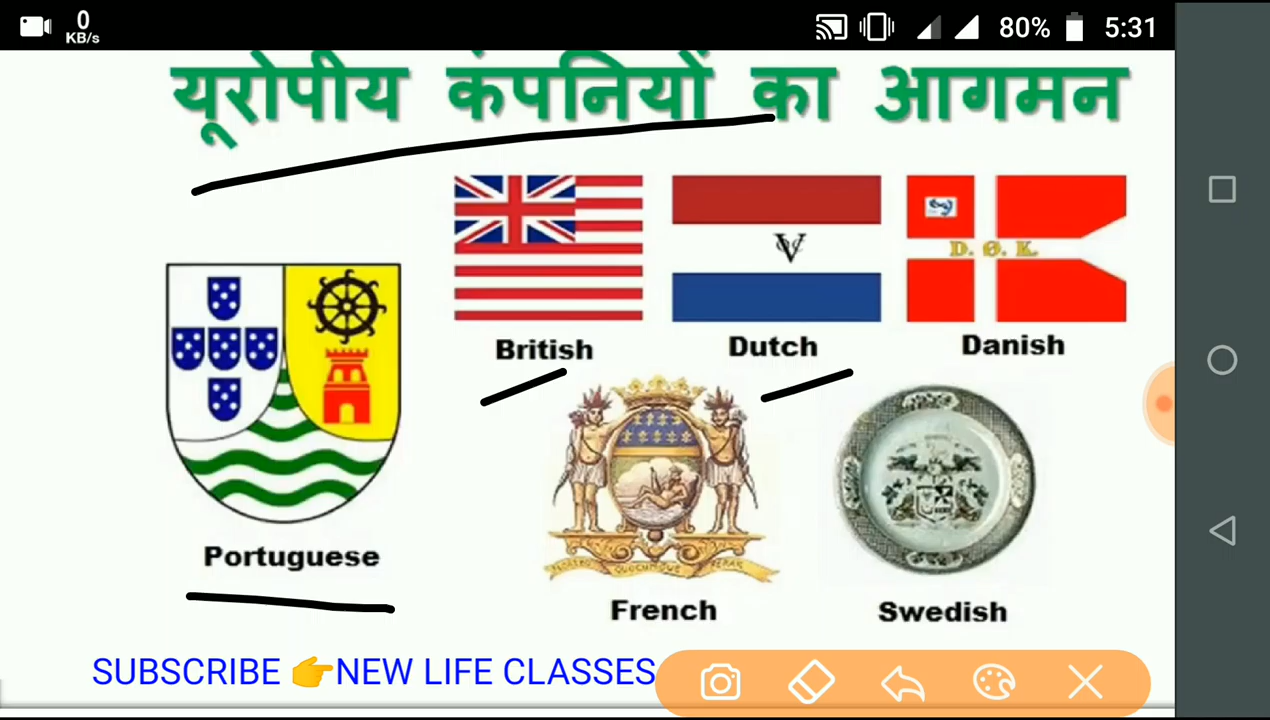 0
KB/s
80%
5:31
यूरोपीय कंपनियों का आगमन
D. Ø. K.
British
Dutch
Danish
Portuguese
French
Swedish
SUBSCRIBE 👉NEW LIFE CLASSES